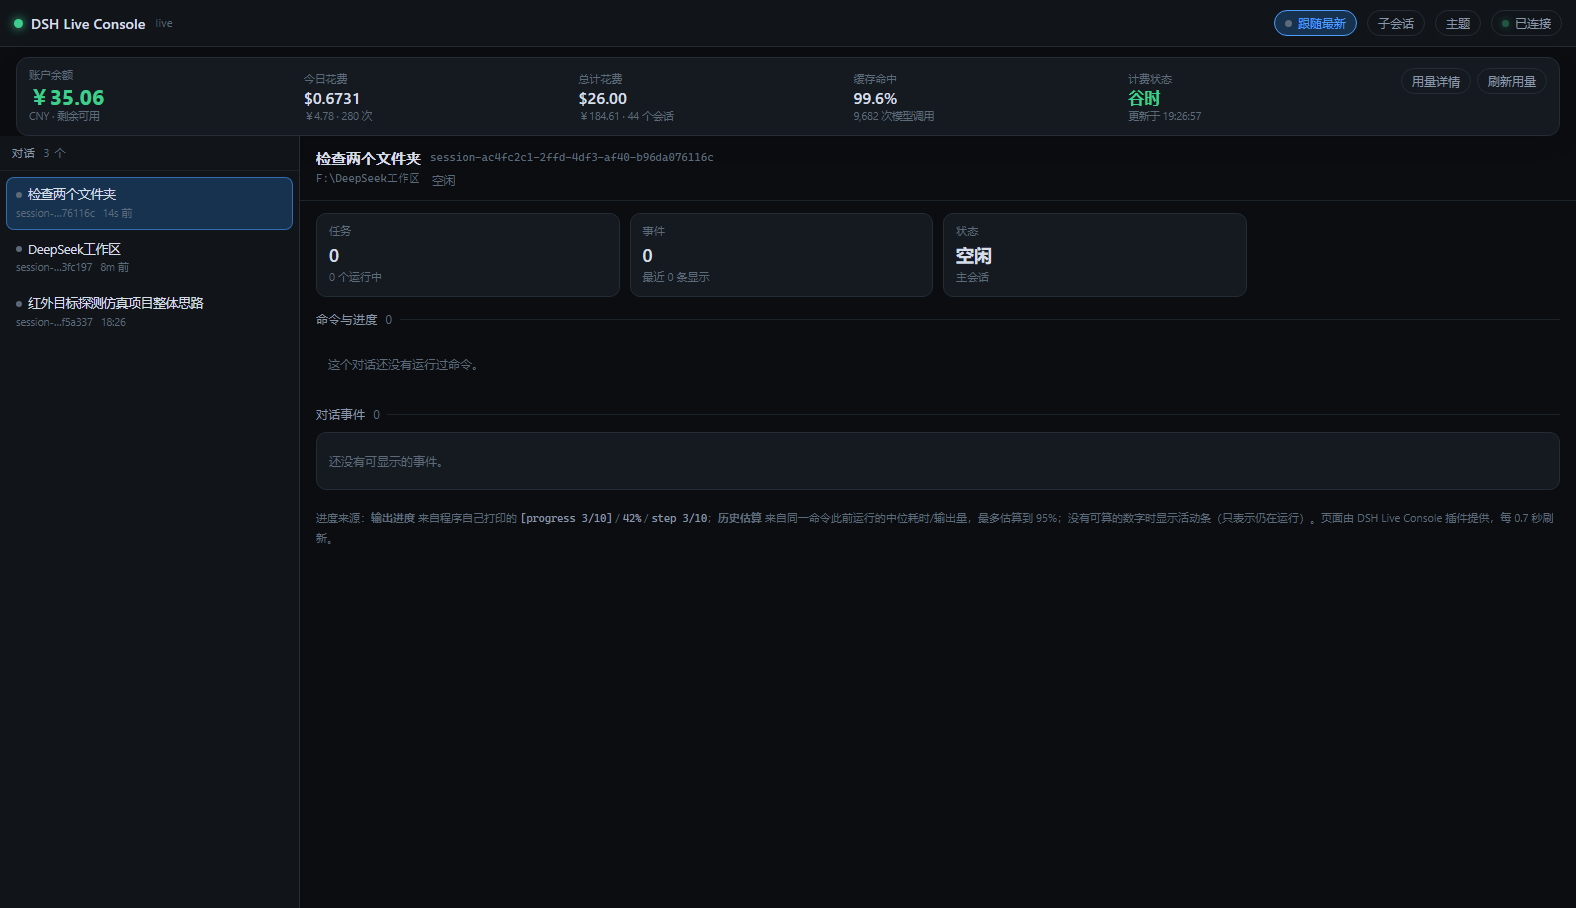 DSH Live Console live
跟随最新 子会话 主题 已连接
账户余额
¥35.06
CNY · 剩余可用
今日花费
$0.6731
¥4.78 · 280 次
总计花费
$26.00
¥184.61 · 44 个会话
缓存命中
99.6%
9,682 次模型调用
计费状态
谷时
更新于 19:26:57
用量详情 刷新用量
对话 3 个
检查两个文件夹
session-…76116c 14s 前
DeepSeek工作区
session-…3fc197 8m 前
红外目标探测仿真项目整体思路
session-…f5a337 18:26
检查两个文件夹 session-ac4fc2c1-2ffd-4df3-af40-b96da076116c
F:\DeepSeek工作区 空闲
任务
0
0 个运行中
事件
0
最近 0 条显示
状态
空闲
主会话
命令与进度 0
这个对话还没有运行过命令。
对话事件 0
还没有可显示的事件。
进度来源：输出进度 来自程序自己打印的 [progress 3/10] / 42% / step 3/10；历史估算 来自同一命令此前运行的中位耗时/输出量，最多估算到 95%；没有可算的数字时显示活动条（只表示仍在运行）。页面由 DSH Live Console 插件提供，每 0.7 秒刷
新。